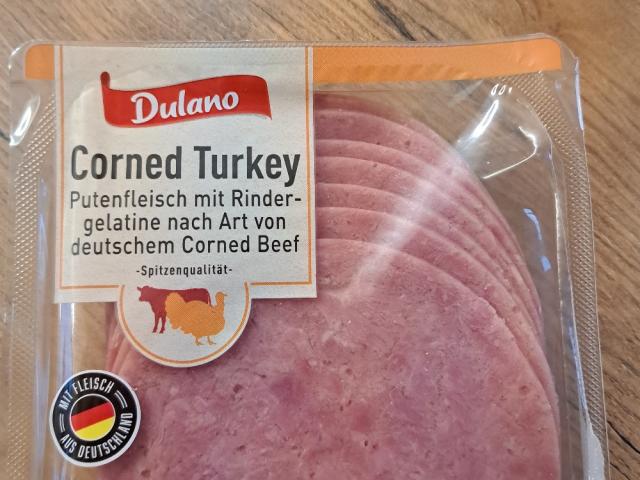 Dulano
Corned Turkey
Putenfleisch mit Rinder-
gelatine nach Art von
deutschem Corned Beef
-Spitzenqualität-
MIT FLEISCH
AUS DEUTSCHLAND